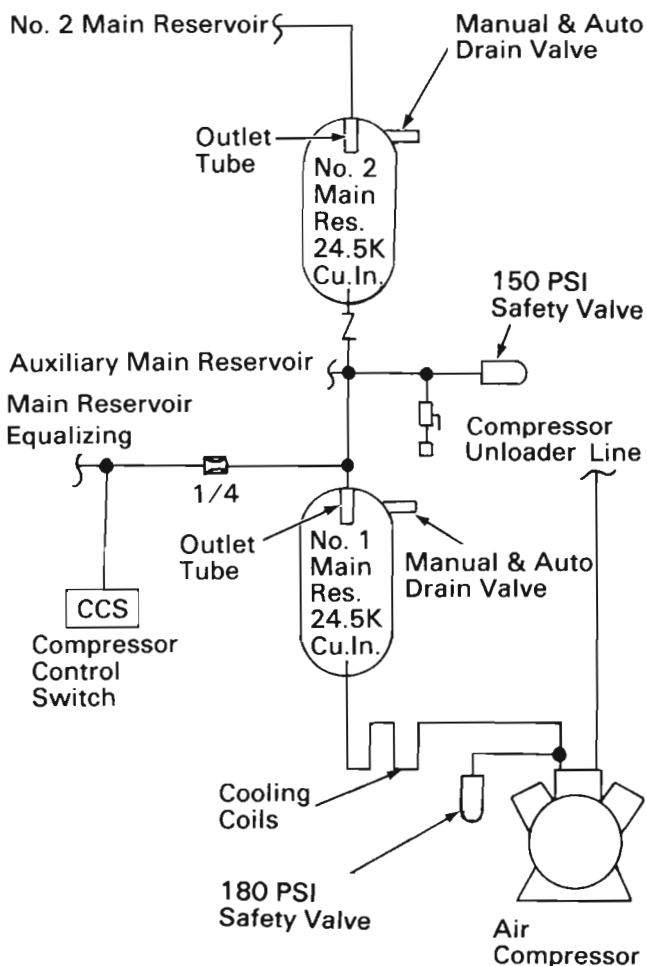 No. 2 Main Reservoir
Manual & Auto
Drain Valve
Outlet
Tube
No. 2
Main
Res.
24.5K
Cu.In.
150 PSI
Safety Valve
Auxiliary Main Reservoir
Main Reservoir
Equalizing
1/4
Compressor
Unloader Line
Outlet
Tube
No. 1
Main
Res.
24.5K
Cu.In.
Manual & Auto
Drain Valve
CCS
Compressor
Control
Switch
Cooling
Coils
180 PSI
Safety Valve
Air
Compressor